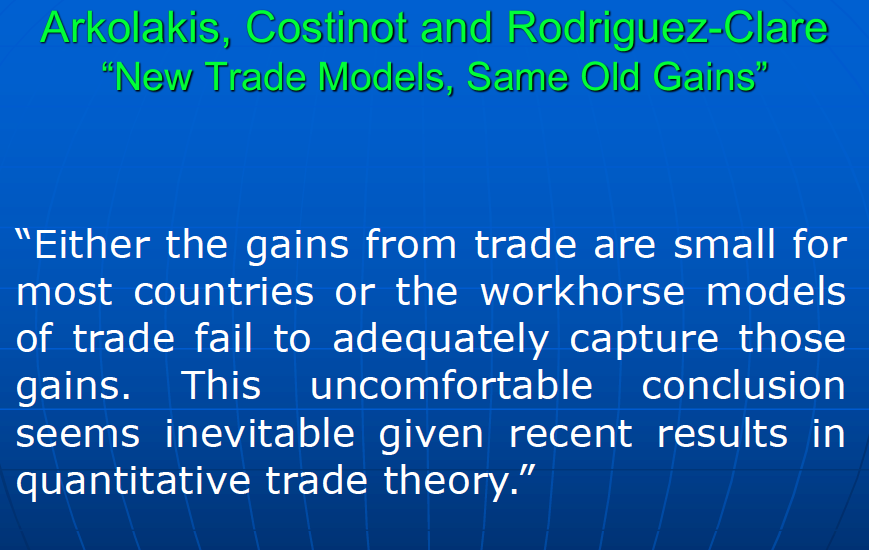 Arkolakis, Costinot and Rodriguez-Clare
“New Trade Models, Same Old Gains”
“Either the gains from trade are small for
most countries or the workhorse models
of trade fail to adequately capture those
gains. This uncomfortable conclusion
seems inevitable given recent results in
quantitative trade theory.”